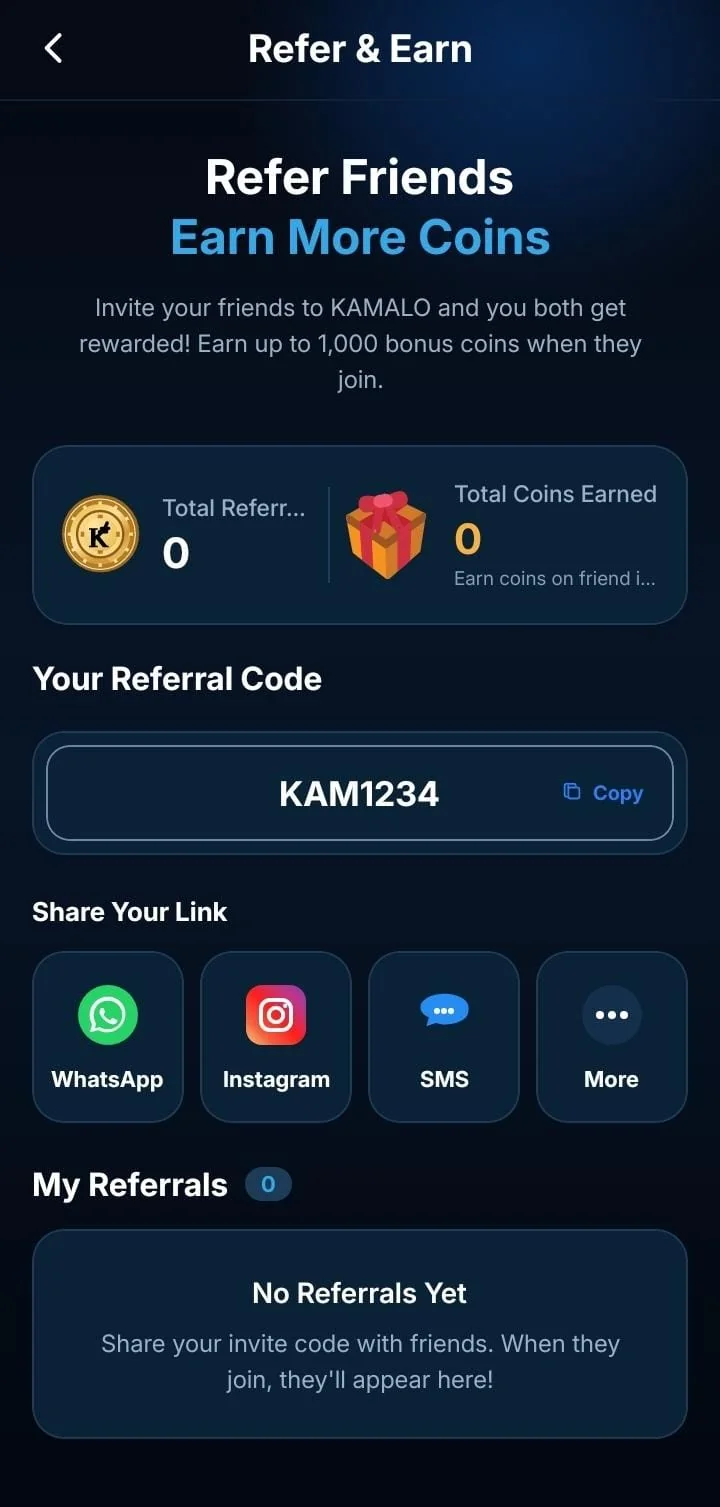 Refer & Earn
Refer Friends
Earn More Coins
Invite your friends to KAMALO and you both get
rewarded! Earn up to 1,000 bonus coins when they
join.
K
Total Referr...
0
Total Coins Earned
0
Earn coins on friend i...
Your Referral Code
KAM1234
Copy
Share Your Link
WhatsApp
Instagram
SMS
More
My Referrals
0
No Referrals Yet
Share your invite code with friends. When they
join, they'll appear here!